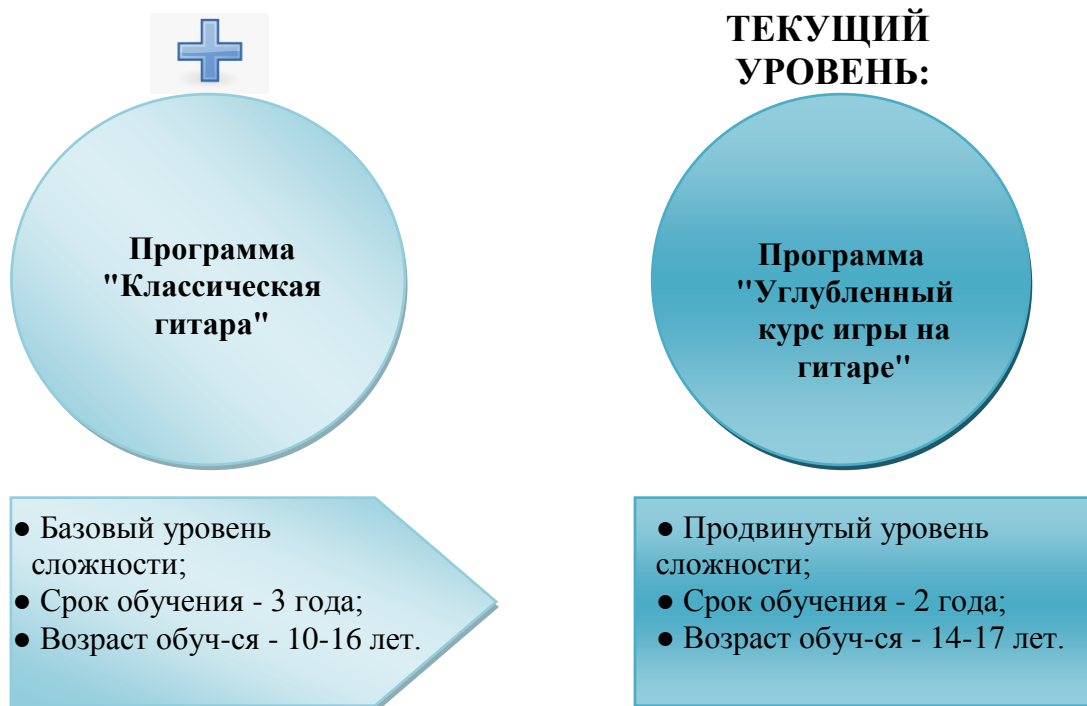 ТЕКУЩИЙ
УРОВЕНЬ:
Программа
"Классическая
гитара"
Программа
"Углубленный
курс игры на
гитаре"
● Базовый уровень
сложности;
● Срок обучения - 3 года;
● Возраст обуч-ся - 10-16 лет.
● Продвинутый уровень
сложности;
● Срок обучения - 2 года;
● Возраст обуч-ся - 14-17 лет.